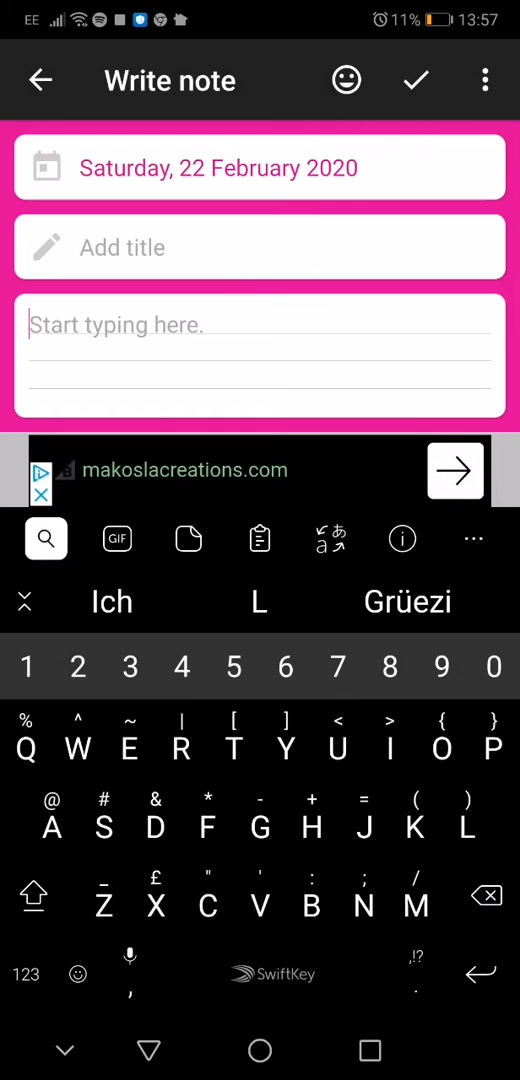 EE 11% 13:57
Write note
Saturday, 22 February 2020
Add title
Start typing here.
makoslacreations.com
GIF
Ich L Grüezi
1 2 3 4 5 6 7 8 9 0
% ^ ~ | [ ] < > { }
Q W E R T Y U I O P
@ # & * - + = ( )
A S D F G H J K L
_ £ " ' : ; /
Z X C V B N M
,!?
123 , SwiftKey .